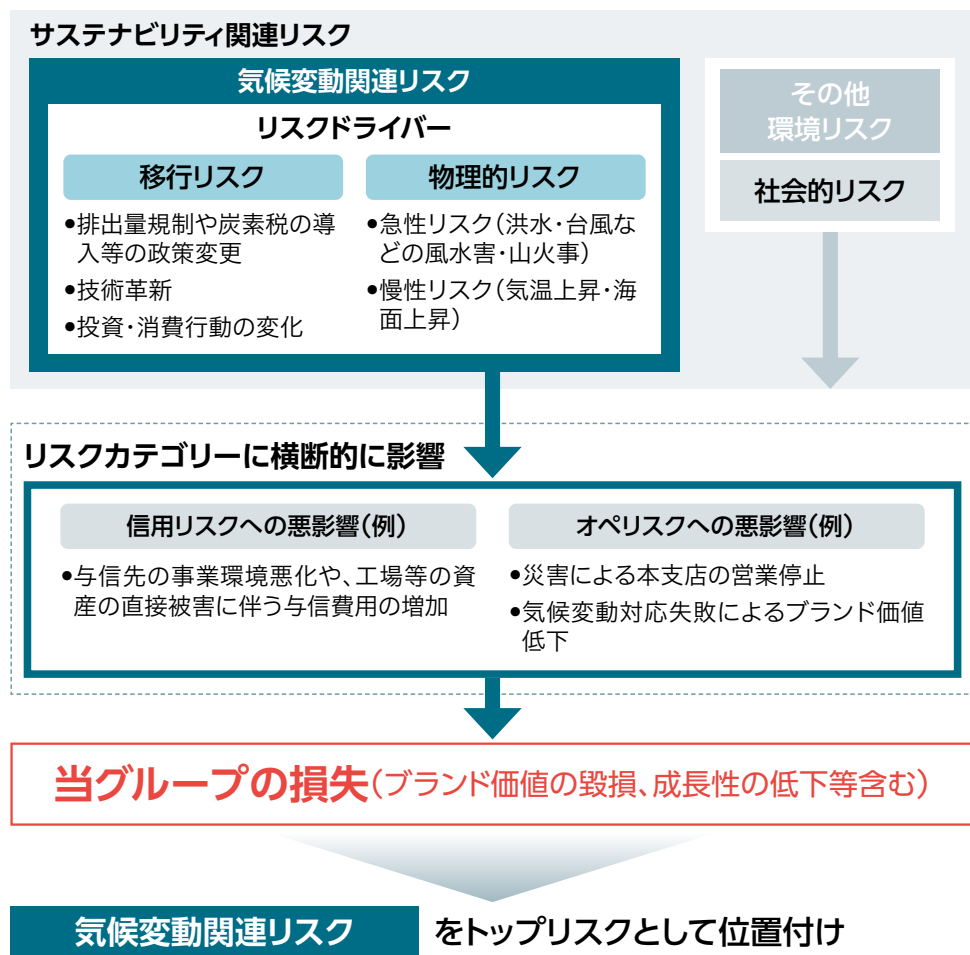 サステナビリティ関連リスク
気候変動関連リスク
リスクドライバー
移行リスク
●排出量規制や炭素税の導
入等の政策変更
●技術革新
●投資・消費行動の変化
物理的リスク
●急性リスク(洪水・台風な
どの風水害・山火事)
●慢性リスク(気温上昇・海
面上昇)
その他
環境リスク
社会的リスク
リスクカテゴリーに横断的に影響
信用リスクへの悪影響(例)
●与信先の事業環境悪化や、工場等の資
産の直接被害に伴う与信費用の増加
オペリスクへの悪影響(例)
●災害による本支店の営業停止
●気候変動対応失敗によるブランド価値
低下
当グループの損失(ブランド価値の毀損、成長性の低下等含む)
気候変動関連リスク をトップリスクとして位置付け